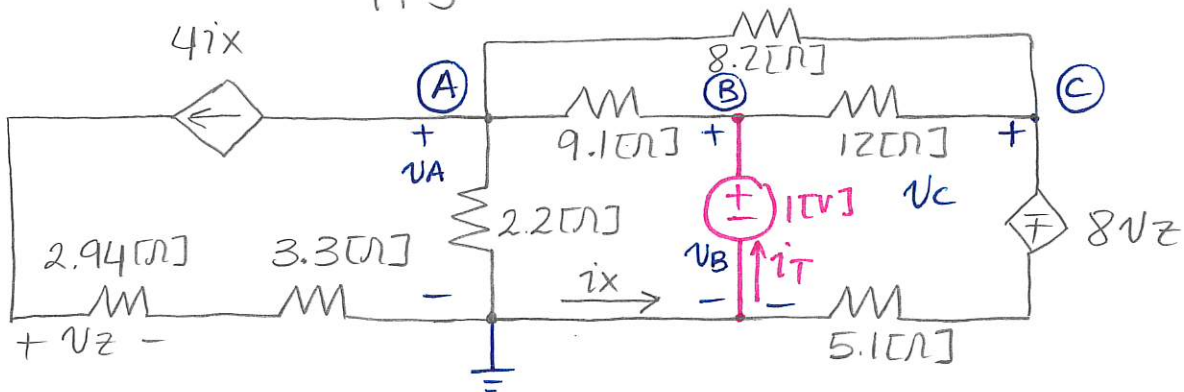 4ix
8.2[Ω]
A
B
C
+
vA
−
9.1[Ω]
+
12[Ω]
+
vC
2.2[Ω]
+
−
1[V]
vB
iT
−
−
∓
8vz
2.94[Ω]
3.3[Ω]
ix
5.1[Ω]
+ vz −